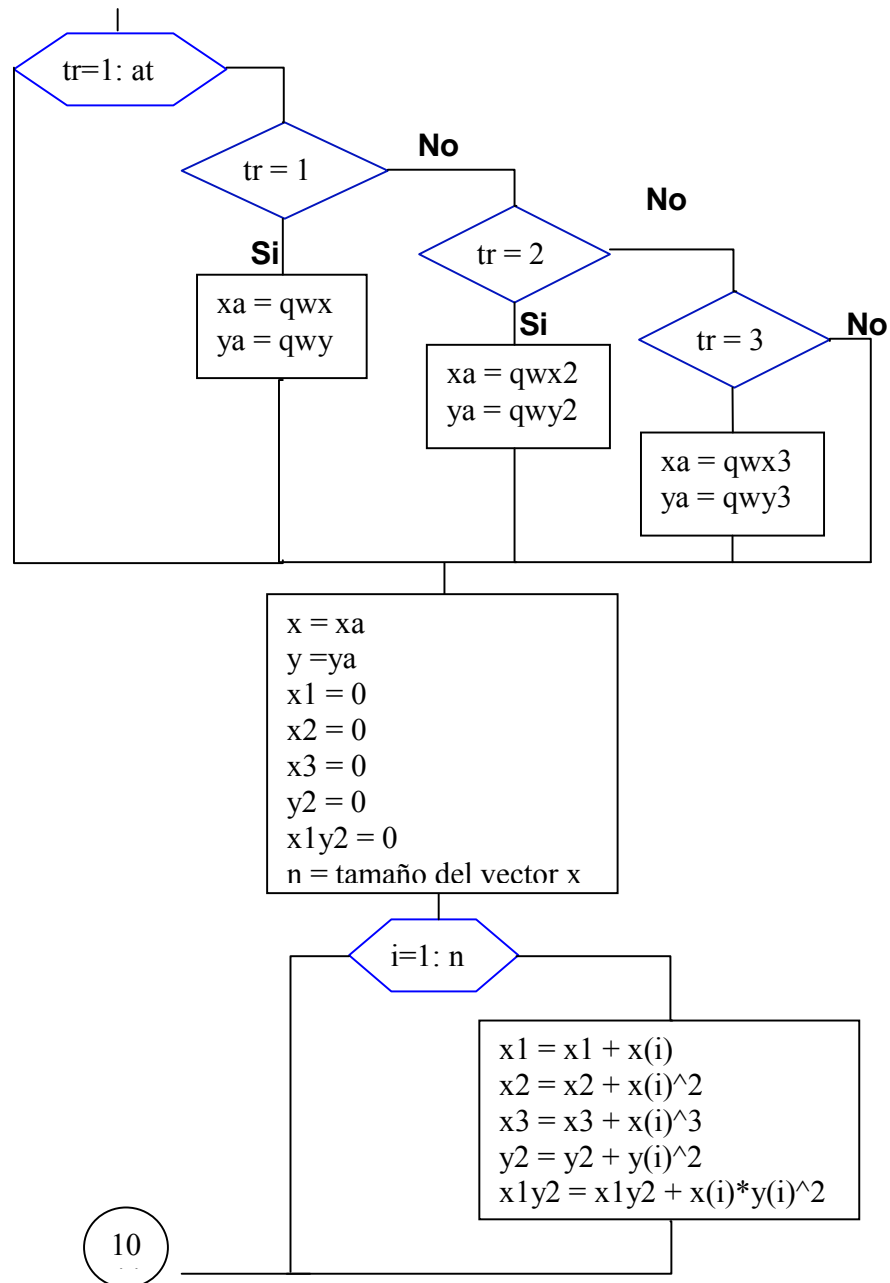 tr=1: at
tr = 1
No
Si
xa = qwx
ya = qwy
tr = 2
No
Si
xa = qwx2
ya = qwy2
tr = 3
No
xa = qwx3
ya = qwy3
x = xa
y =ya
x1 = 0
x2 = 0
x3 = 0
y2 = 0
x1y2 = 0
n = tamaño del vector x
i=1: n
x1 = x1 + x(i)
x2 = x2 + x(i)^2
x3 = x3 + x(i)^3
y2 = y2 + y(i)^2
x1y2 = x1y2 + x(i)*y(i)^2
10